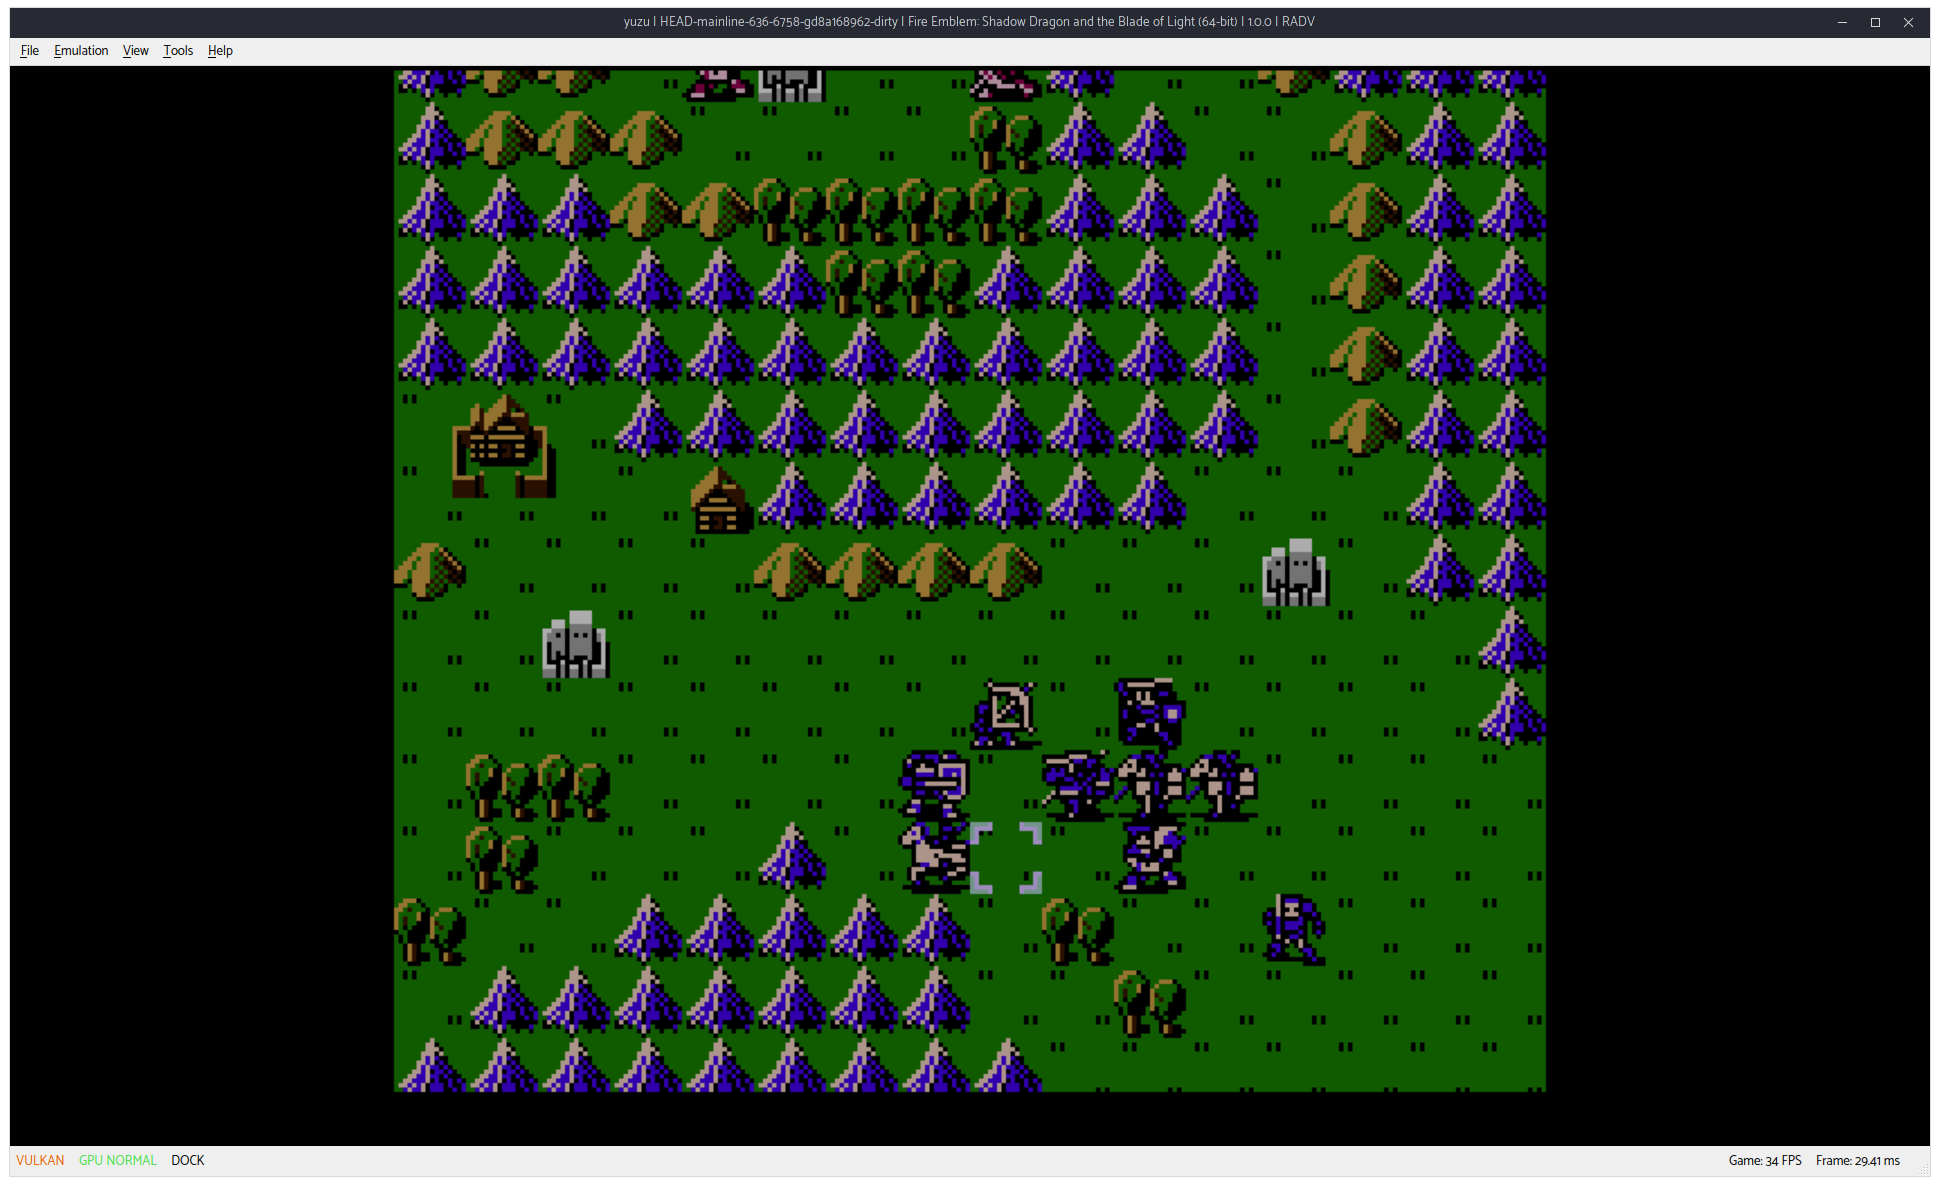 yuzu | HEAD-mainline-636-6758-gd8a168962-dirty | Fire Emblem: Shadow Dragon and the Blade of Light (64-bit) | 1.0.0 | RADV
File Emulation View Tools Help
VULKAN GPU NORMAL DOCK Game: 34 FPS Frame: 29.41 ms